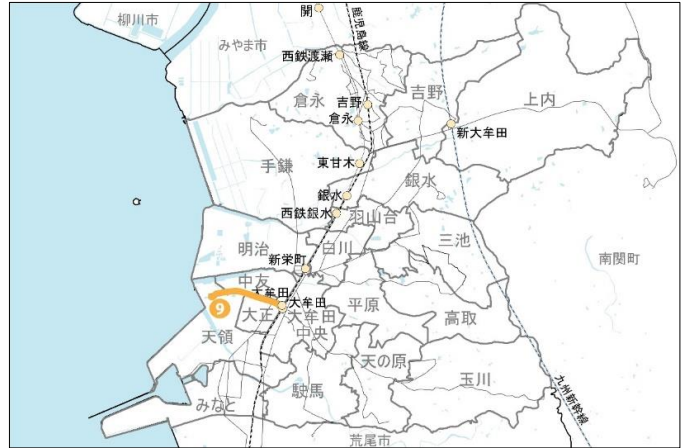 開
柳川市
鹿児島線
みやま市
西鉄渡瀬
倉永
吉野
吉野
上内
倉永
新大牟田
東甘木
手鎌
銀水
銀水
西鉄銀水
羽山台
明治
白川
三池
新栄町
南関町
中友
大牟田
大牟田
9
大正
大牟田
中央
平原
高取
天領
天の原
玉川
駛馬
みなと
九州新幹線
荒尾市